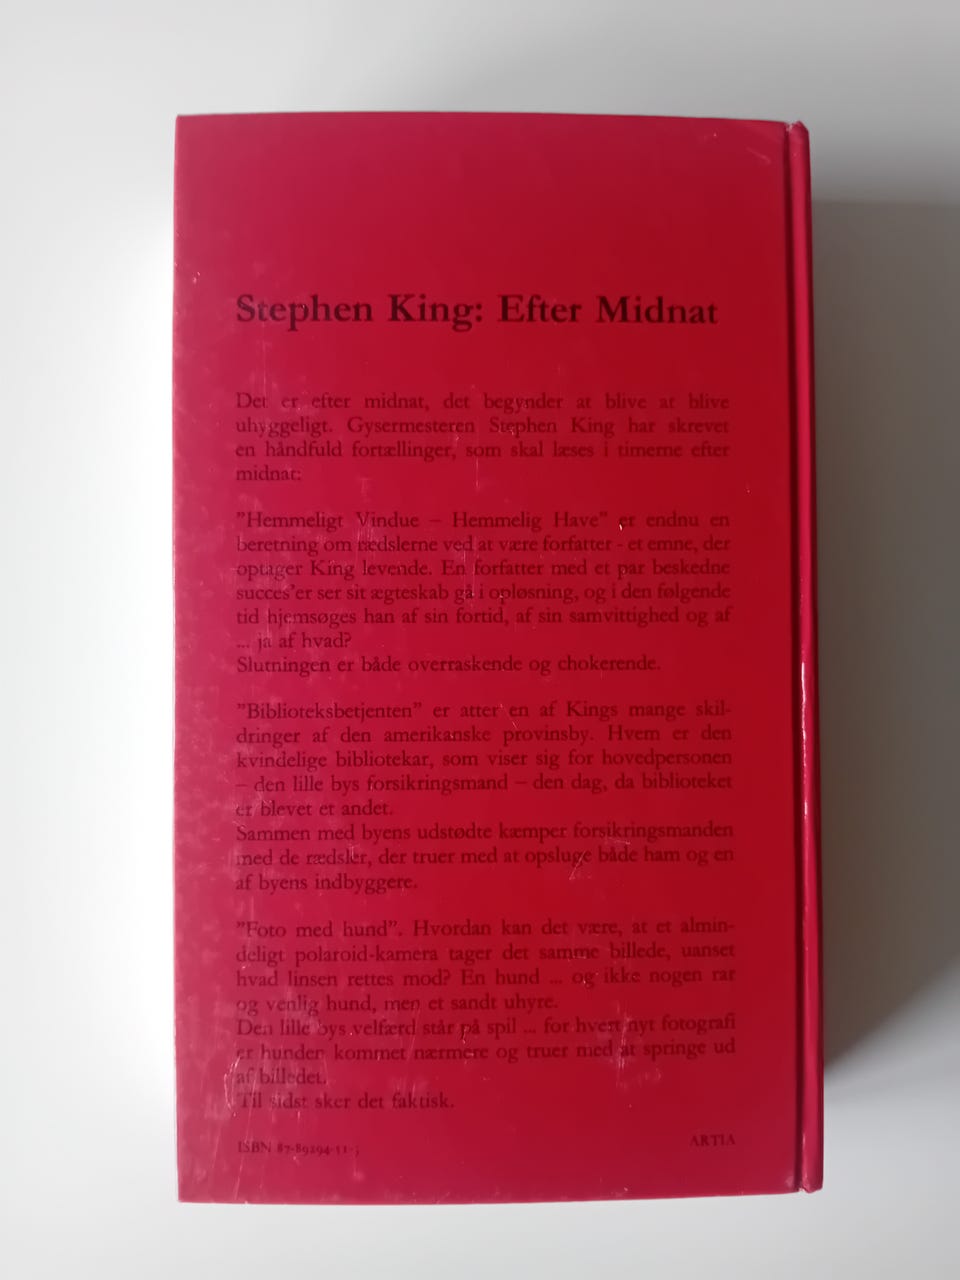 Stephen King: Efter Midnat
Det er efter midnat, det begynder at blive at blive
uhyggeligt. Gysermesteren Stephen King har skrevet
en håndfuld fortællinger, som skal læses i timerne efter
midnat:
”Hemmeligt Vindue – Hemmelig Have” er endnu en
beretning om rædslerne ved at være forfatter - et emne, der
optager King levende. En forfatter med et par beskedne
succes’er ser sit ægteskab gå i opløsning, og i den følgende
tid hjemsøges han af sin fortid, af sin samvittighed og af
... ja af hvad?
Slutningen er både overraskende og chokerende.
”Biblioteksbetjenten” er atter en af Kings mange skil-
dringer af den amerikanske provinsby. Hvem er den
kvindelige bibliotekar, som viser sig for hovedpersonen
– den lille bys forsikringsmand – den dag, da biblioteket
er blevet et andet.
Sammen med byens udstødte kæmper forsikringsmanden
med de rædsler, der truer med at opsluge både ham og en
af byens indbyggere.
”Foto med hund”. Hvordan kan det være, at et almin-
deligt polaroid-kamera tager det samme billede, uanset
hvad linsen rettes mod? En hund ... og ikke nogen rar
og venlig hund, men et sandt uhyre.
Den lille bys velfærd står på spil ... for hvert nyt fotografi
er hunden kommet nærmere og truer med at springe ud
af billedet.
Til sidst sker det faktisk.
ISBN
ARTIA